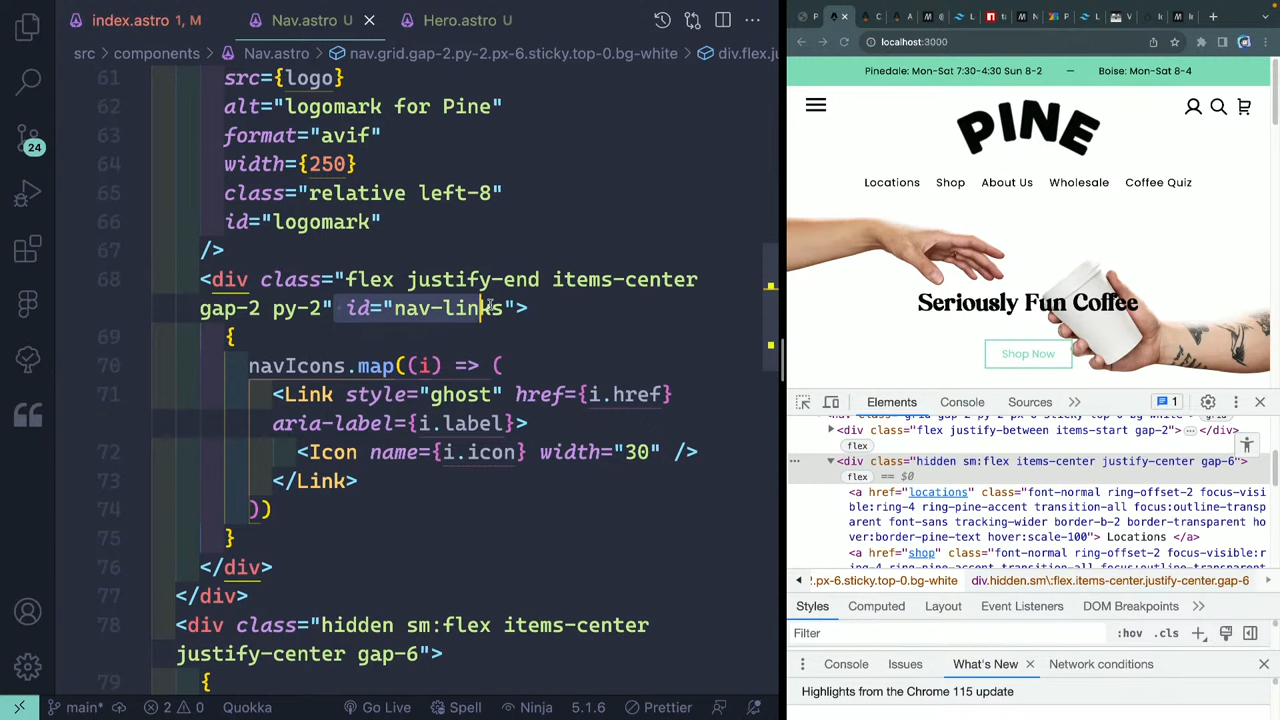 index.astro 1, M
Nav.astro U
Hero.astro U
src > components > Nav.astro > nav.grid.gap-2.py-2.px-6.sticky.top-0.bg-white > div.flex.ju
61 src={logo}
62 alt="logomark for Pine"
63 format="avif"
64 width={250}
65 class="relative left-8"
66 id="logomark"
67 />
68 <div class="flex justify-end items-center
gap-2 py-2" id="nav-links">
69 {
70 navIcons.map((i) => (
71 <Link style="ghost" href={i.href}
aria-label={i.label}>
72 <Icon name={i.icon} width="30" />
73 </Link>
74 ))
75 }
76 </div>
77 </div>
78 <div class="hidden sm:flex items-center
justify-center gap-6">
79 {
24
main*
2 0
Quokka
Go Live
Spell
Ninja
5.1.6
Prettier
localhost:3000
Pinedale: Mon-Sat 7:30-4:30 Sun 8-2 — Boise: Mon-Sat 8-4
PINE
Locations Shop About Us Wholesale Coffee Quiz
Seriously Fun Coffee
Shop Now
Elements Console Sources 1
<div class="flex justify-between items-start gap-2"> … </div>
flex
<div class="hidden sm:flex items-center justify-center gap-6">
flex == $0
<a href="locations" class="font-normal ring-offset-2 focus-visi
ble:ring-4 ring-pine-accent transition-all focus:outline-transp
arent font-sans tracking-wider border-b-2 border-transparent ho
ver:border-pine-text hover:scale-100"> Locations </a>
<a href="shop" class="font-normal ring-offset-2 focus-visible:r
.px-6.sticky.top-0.bg-white div.hidden.sm\:flex.items-center.justify-center.gap-6
Styles Computed Layout Event Listeners DOM Breakpoints
Filter :hov .cls
Console Issues What's New Network conditions
Highlights from the Chrome 115 update